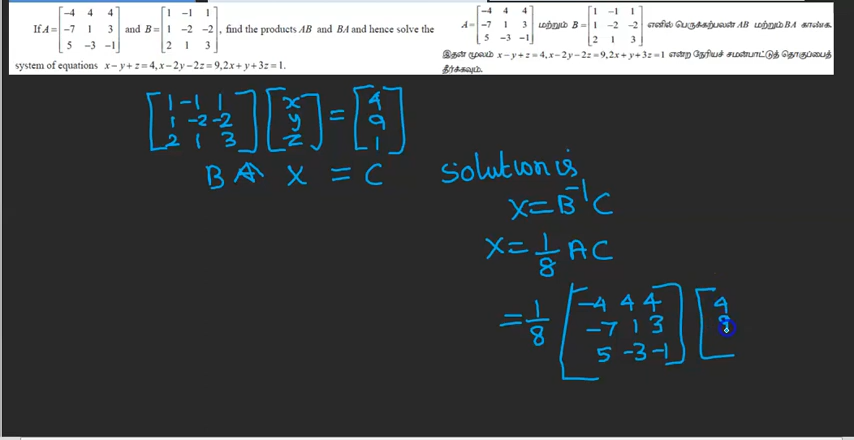 If A = [-4 4 4; -7 1 3; 5 -3 -1] and B = [1 -1 1; 1 -2 -2; 2 1 3], find the products AB and BA and hence solve the
system of equations x – y + z = 4, x – 2y – 2z = 9, 2x + y + 3z = 1.
A = [-4 4 4; -7 1 3; 5 -3 -1] மற்றும் B = [1 -1 1; 1 -2 -2; 2 1 3] எனில் பெருக்கற்பலன் AB மற்றும் BA காண்க.
இதன் மூலம் x – y + z = 4, x – 2y – 2z = 9, 2x + y + 3z = 1 என்ற நேரியச் சமன்பாட்டுத் தொகுப்பைத்
தீர்க்கவும்.
[1 -1 1; 1 -2 -2; 2 1 3] [x; y; z] = [4; 9; 1]
B X = C
Solution is
X = B⁻¹C
X = 1/8 AC
= 1/8 [-4 4 4; -7 1 3; 5 -3 -1] [4; 9